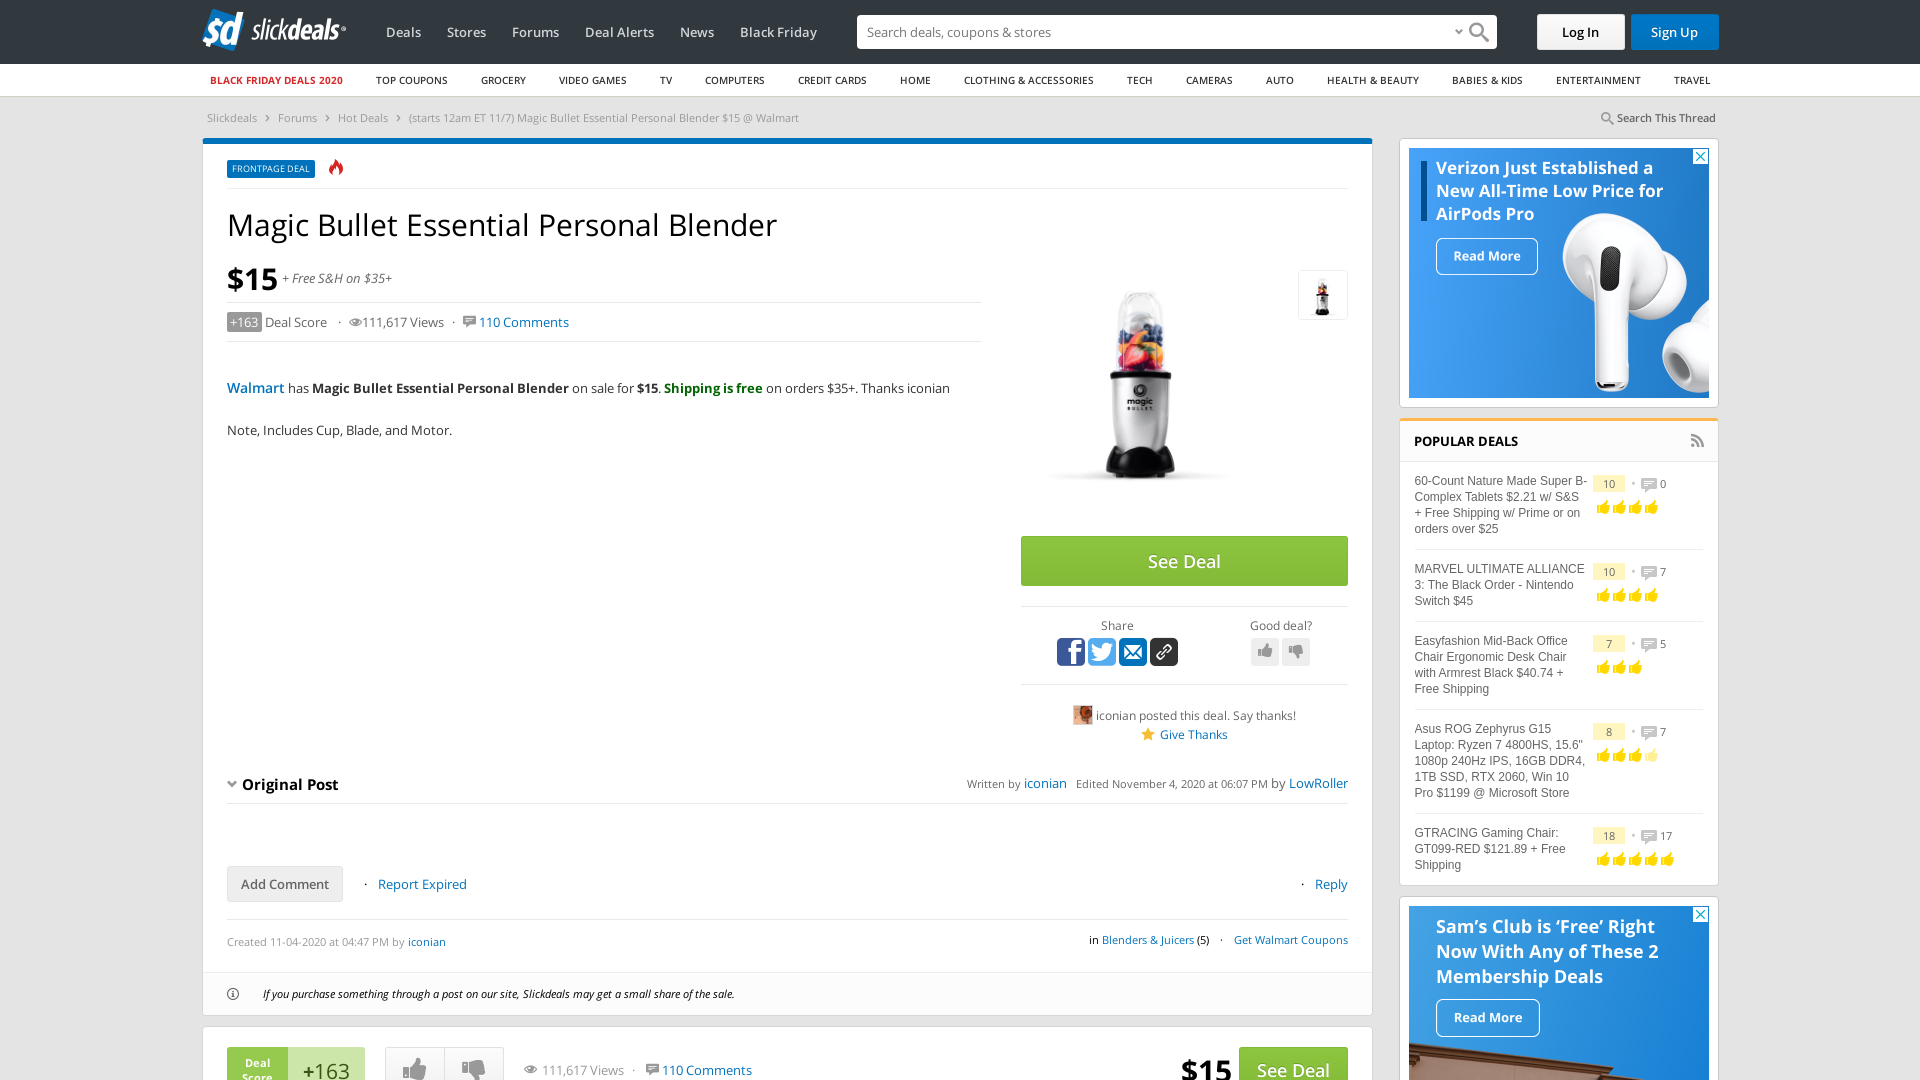 sd slickdeals
Deals
Stores
Forums
Deal Alerts
News
Black Friday
Search deals, coupons & stores
Log In
Sign Up
BLACK FRIDAY DEALS 2020
TOP COUPONS
GROCERY
VIDEO GAMES
TV
COMPUTERS
CREDIT CARDS
HOME
CLOTHING & ACCESSORIES
TECH
CAMERAS
AUTO
HEALTH & BEAUTY
BABIES & KIDS
ENTERTAINMENT
TRAVEL
Slickdeals > Forums > Hot Deals > (starts 12am ET 11/7) Magic Bullet Essential Personal Blender $15 @ Walmart
Search This Thread
FRONTPAGE DEAL
Magic Bullet Essential Personal Blender
$15 + Free S&H on $35+
+163 Deal Score · 111,617 Views · 110 Comments
Walmart has Magic Bullet Essential Personal Blender on sale for $15. Shipping is free on orders $35+. Thanks iconian
Note, Includes Cup, Blade, and Motor.
magic
BULLET
See Deal
Share
Good deal?
iconian posted this deal. Say thanks!
Give Thanks
Original Post
Written by iconian Edited November 4, 2020 at 06:07 PM by LowRoller
Add Comment · Report Expired
· Reply
Created 11-04-2020 at 04:47 PM by iconian
in Blenders & Juicers (5) · Get Walmart Coupons
If you purchase something through a post on our site, Slickdeals may get a small share of the sale.
Deal
Score
+163
111,617 Views · 110 Comments
$15
See Deal
Verizon Just Established a
New All-Time Low Price for
AirPods Pro
Read More
POPULAR DEALS
60-Count Nature Made Super B-
Complex Tablets $2.21 w/ S&S
+ Free Shipping w/ Prime or on
orders over $25
10 • 0
MARVEL ULTIMATE ALLIANCE
3: The Black Order - Nintendo
Switch $45
10 • 7
Easyfashion Mid-Back Office
Chair Ergonomic Desk Chair
with Armrest Black $40.74 +
Free Shipping
7 • 5
Asus ROG Zephyrus G15
Laptop: Ryzen 7 4800HS, 15.6"
1080p 240Hz IPS, 16GB DDR4,
1TB SSD, RTX 2060, Win 10
Pro $1199 @ Microsoft Store
8 • 7
GTRACING Gaming Chair:
GT099-RED $121.89 + Free
Shipping
18 • 17
Sam's Club is ‘Free’ Right
Now With Any of These 2
Membership Deals
Read More